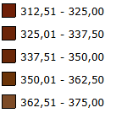 312,51 - 325,00
325,01 - 337,50
337,51 - 350,00
350,01 - 362,50
362,51 - 375,00